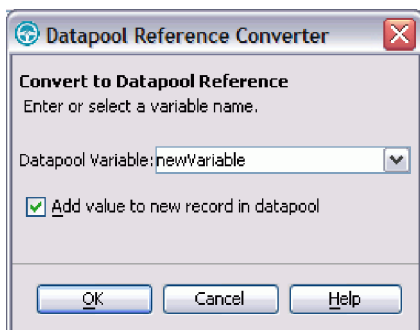 Datapool Reference Converter
Convert to Datapool Reference
Enter or select a variable name.
Datapool Variable: newVariable
Add value to new record in datapool
OK Cancel Help